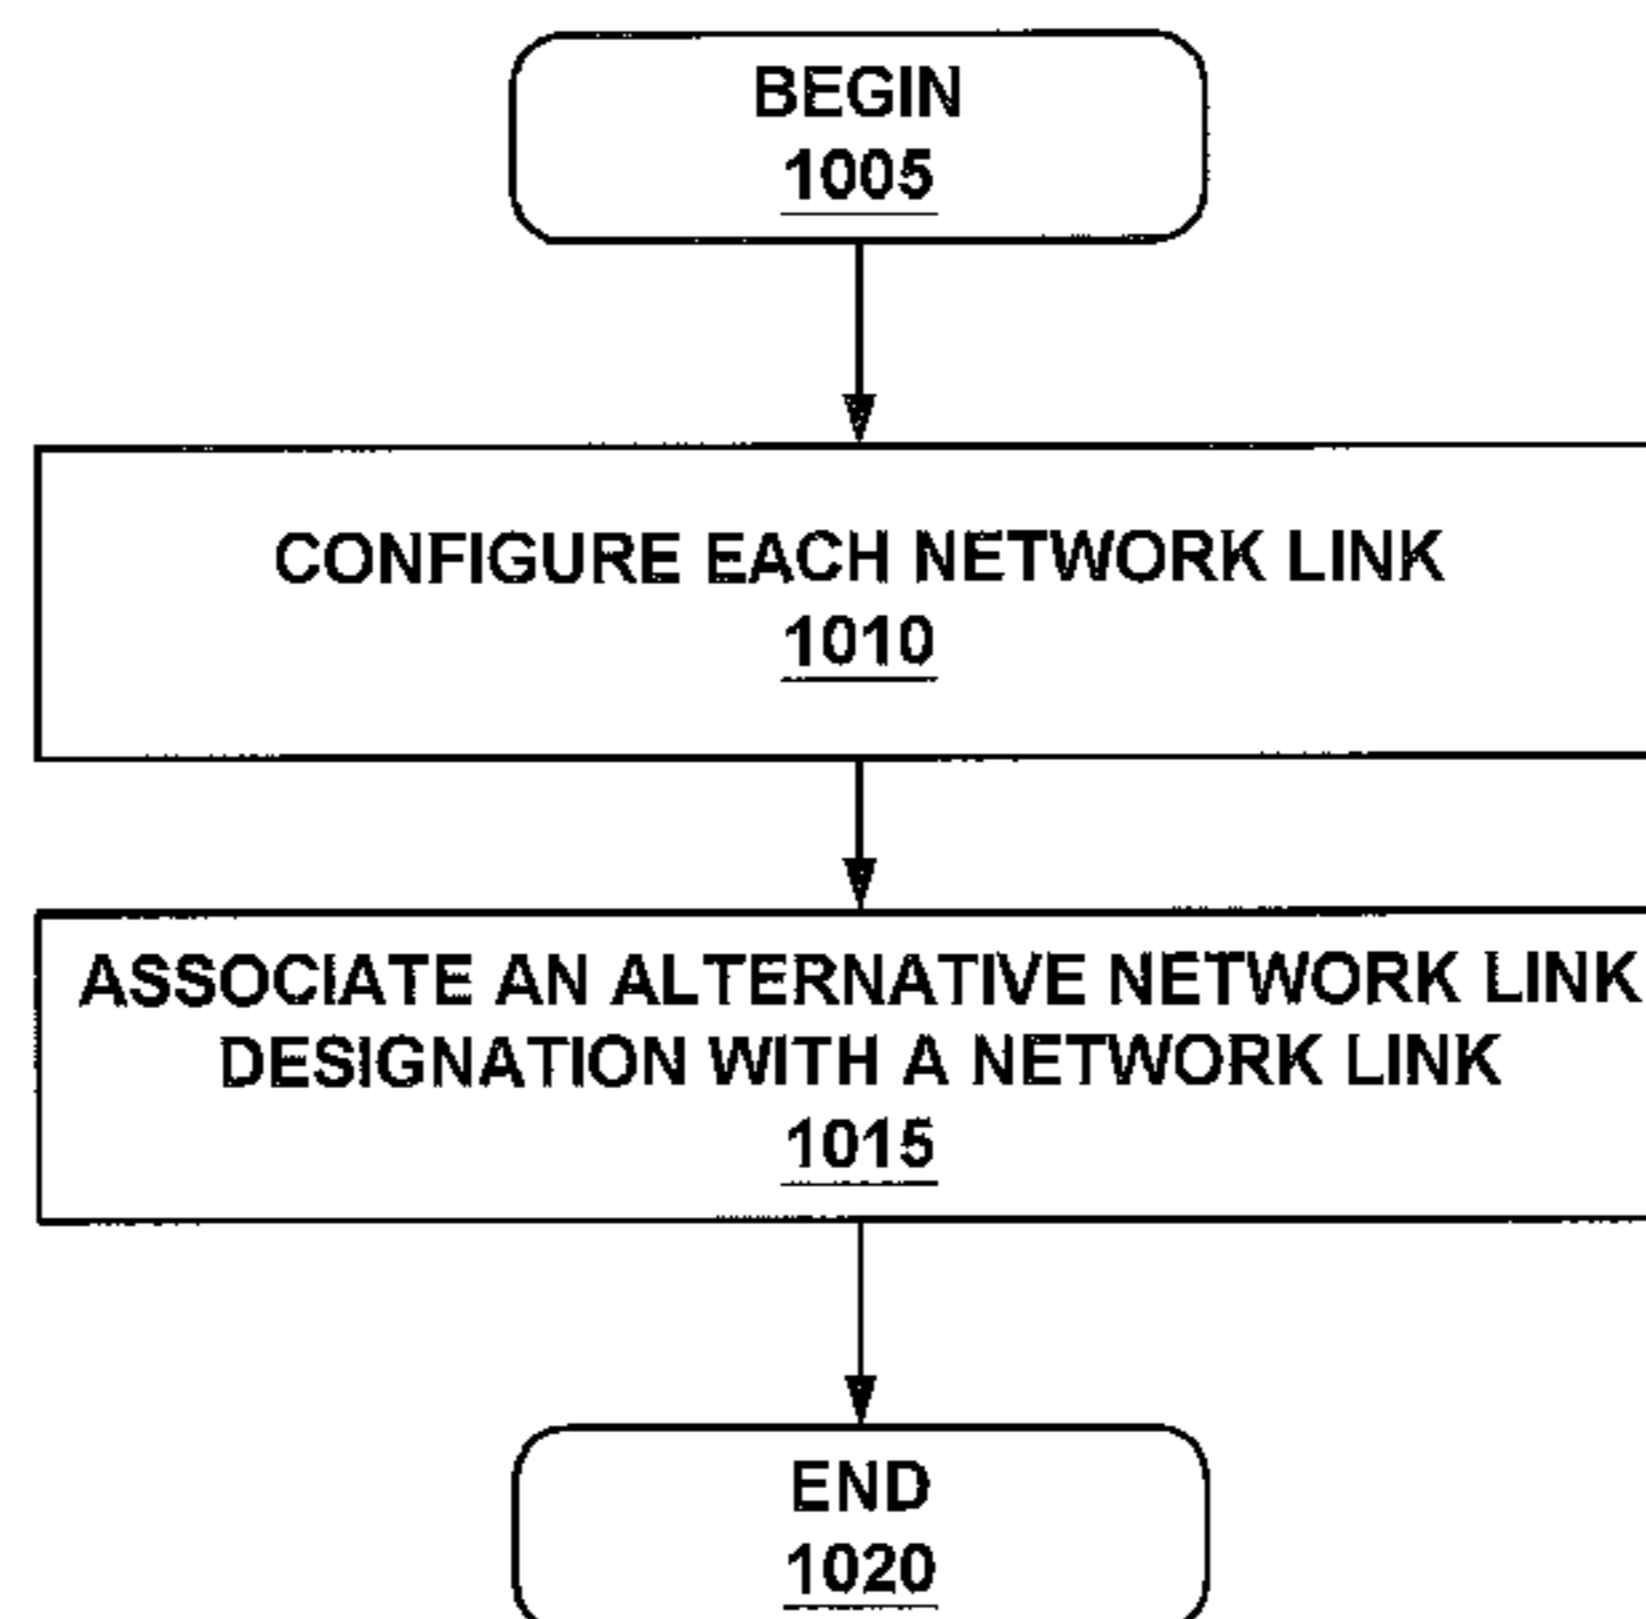 BEGIN
1005
CONFIGURE EACH NETWORK LINK
1010
ASSOCIATE AN ALTERNATIVE NETWORK LINK
DESIGNATION WITH A NETWORK LINK
1015
END
1020